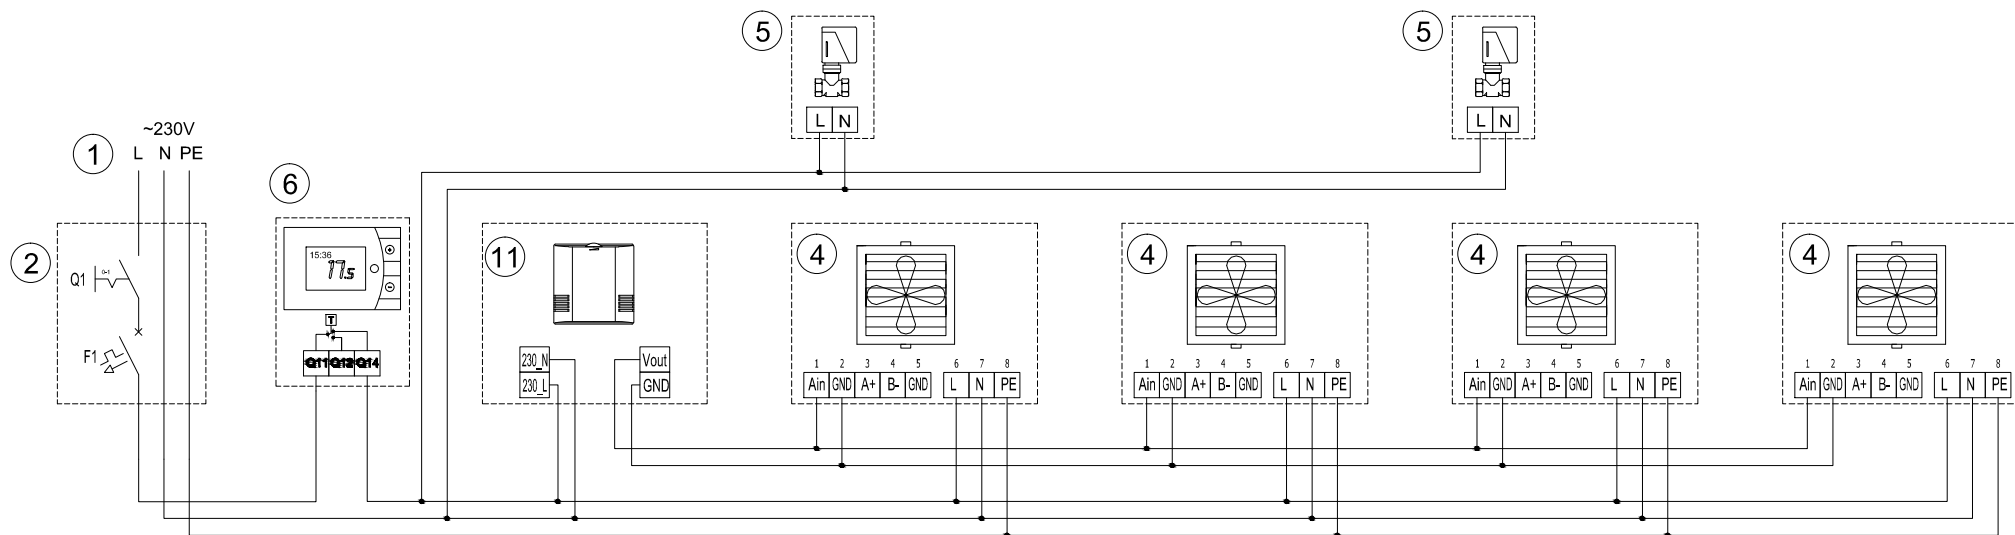 5 5
L N L N
~230V
1 L N PE
6
2 Q1 0-1
F1
15:36
77.5
T
Q11 Q12 Q14
11
230_N Vout
230_L GND
4 4 4 4
1 2 3 4 5 6 7 8
Ain GND A+ B- GND L N PE
1 2 3 4 5 6 7 8
Ain GND A+ B- GND L N PE
1 2 3 4 5 6 7 8
Ain GND A+ B- GND L N PE
1 2 3 4 5 6 7 8
Ain GND A+ B- GND L N PE